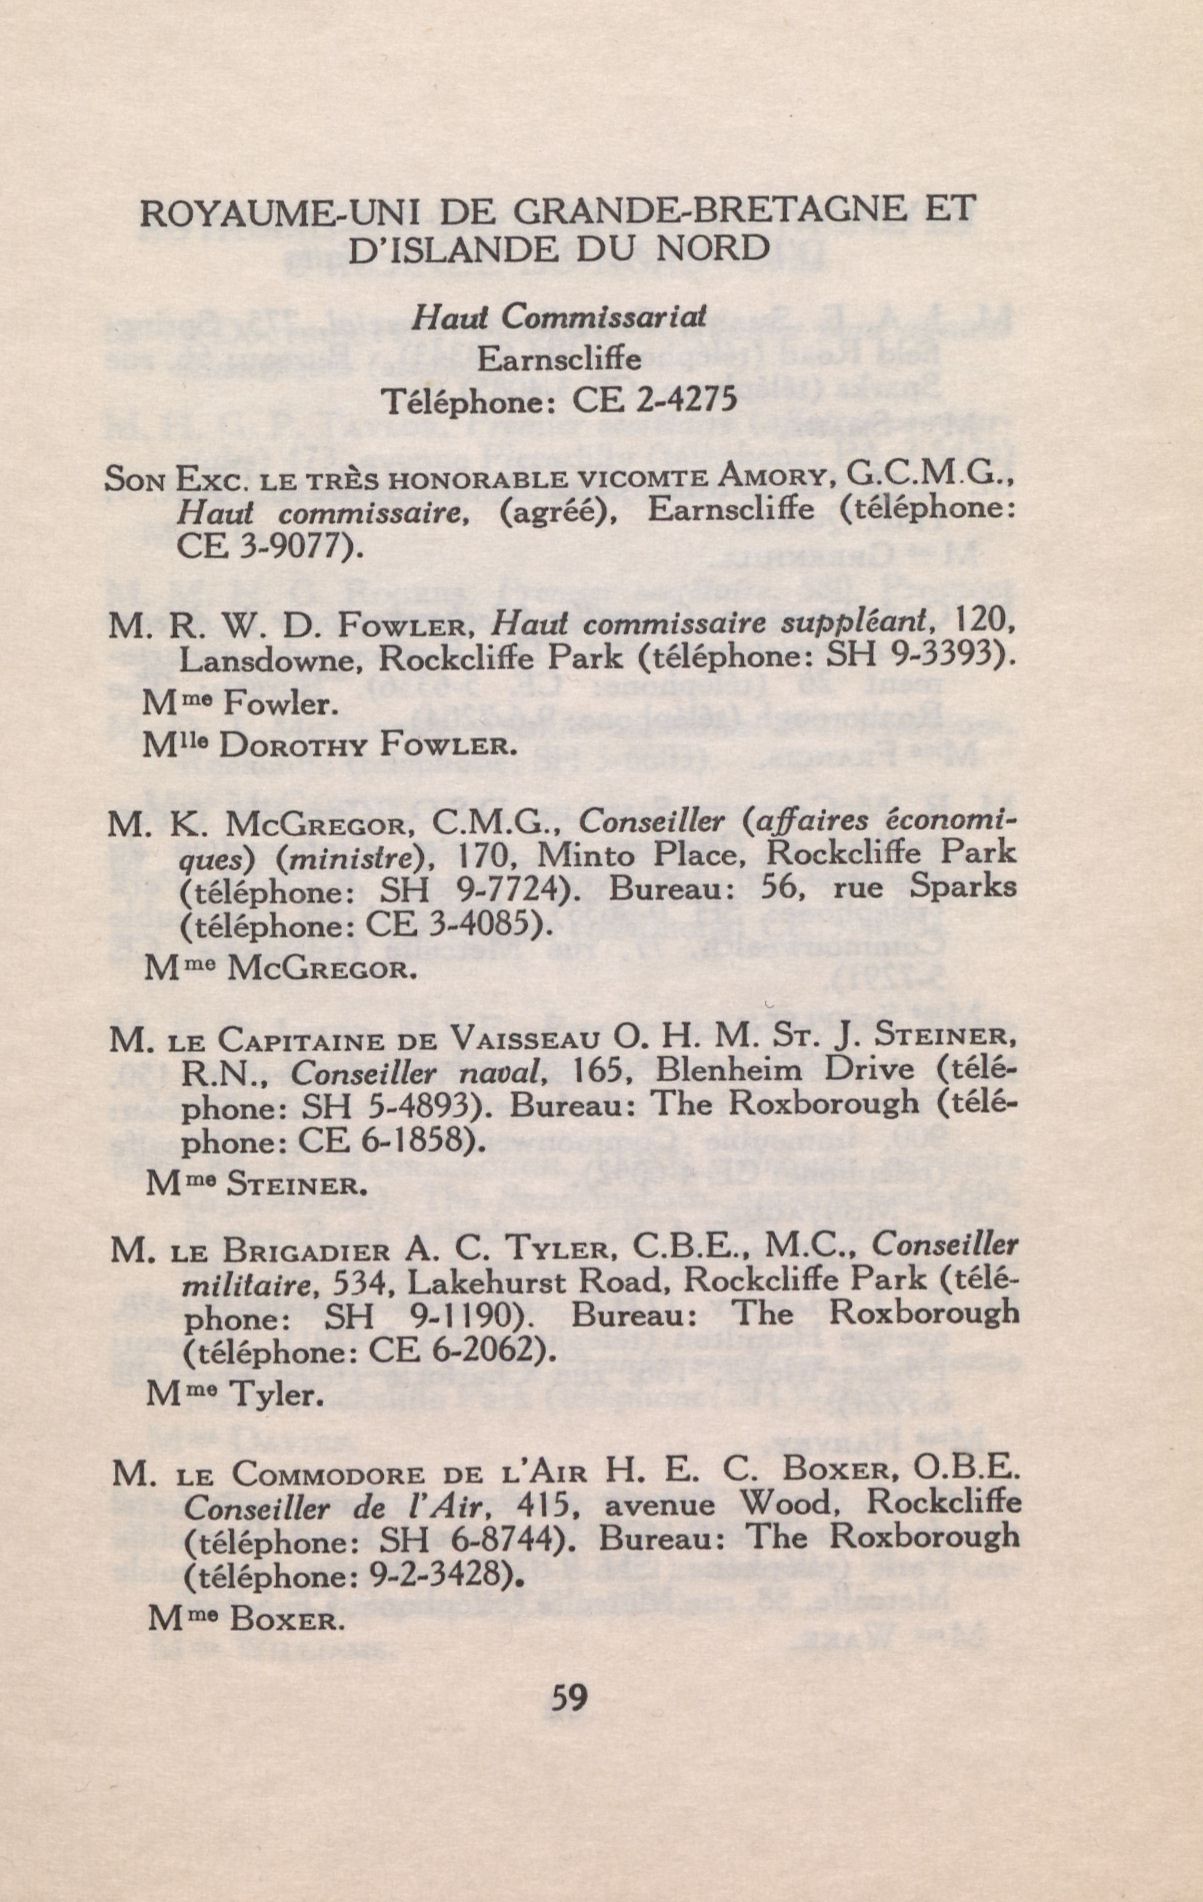 ROYAUME-UNI DE GRANDE-BRETAGNE ET
D'ISLANDE DU NORD
Haut Commissariat
Earnscliffe
Téléphone: CE 2-4275
SON EXC. LE TRÈS HONORABLE VICOMTE AMORY, G.C.M.G.,
Haut commissaire, (agréé), Earnscliffe (téléphone:
CE 3-9077).
M. R. W. D. FOWLER, Haut commissaire suppléant, 120,
Lansdowne, Rockcliffe Park (téléphone: SH 9-3393).
Mme Fowler.
Mlle DOROTHY FOWLER.
M. K. MCGREGOR, C.M.G., Conseiller (affaires économi-
ques) (ministre), 170, Minto Place, Rockcliffe Park
(téléphone: SH 9-7724). Bureau: 56, rue Sparks
(téléphone: CE 3-4085).
Mme MCGREGOR.
M. LE CAPITAINE DE VAISSEAU O. H. M. ST. J. STEINER,
R.N., Conseiller naval, 165, Blenheim Drive (télé-
phone: SH 5-4893). Bureau: The Roxborough (télé-
phone: CE 6-1858).
Mme STEINER.
M. LE BRIGADIER A. C. TYLER, C.B.E., M.C., Conseiller
militaire, 534, Lakehurst Road, Rockcliffe Park (télé-
phone: SH 9-1190). Bureau: The Roxborough
(téléphone: CE 6-2062).
Mme Tyler.
M. LE COMMODORE DE L'AIR H. E. C. BOXER, O.B.E.
Conseiller de l'Air, 415, avenue Wood, Rockcliffe
(téléphone: SH 6-8744). Bureau: The Roxborough
(téléphone: 9-2-3428).
Mme BOXER.
59